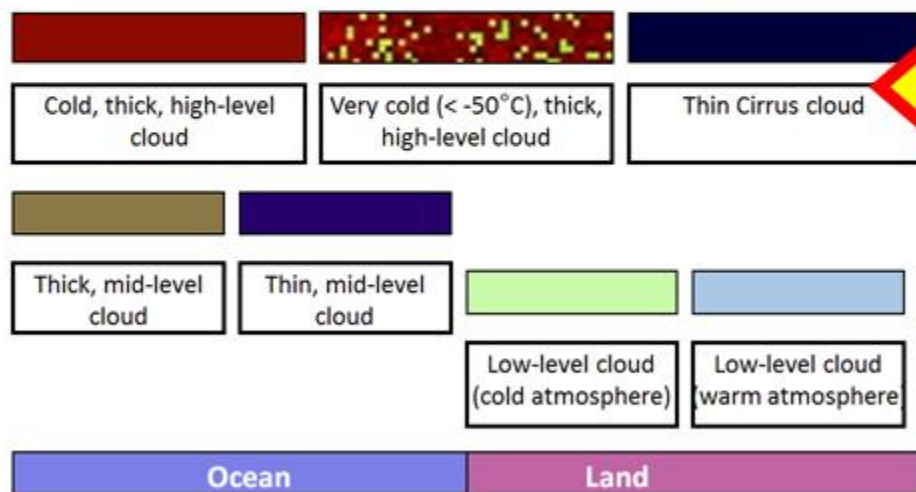 Cold, thick, high-level
cloud
Very cold (< -50°C), thick,
high-level cloud
Thin Cirrus cloud
Thick, mid-level
cloud
Thin, mid-level
cloud
Low-level cloud
(cold atmosphere)
Low-level cloud
(warm atmosphere)
Ocean
Land